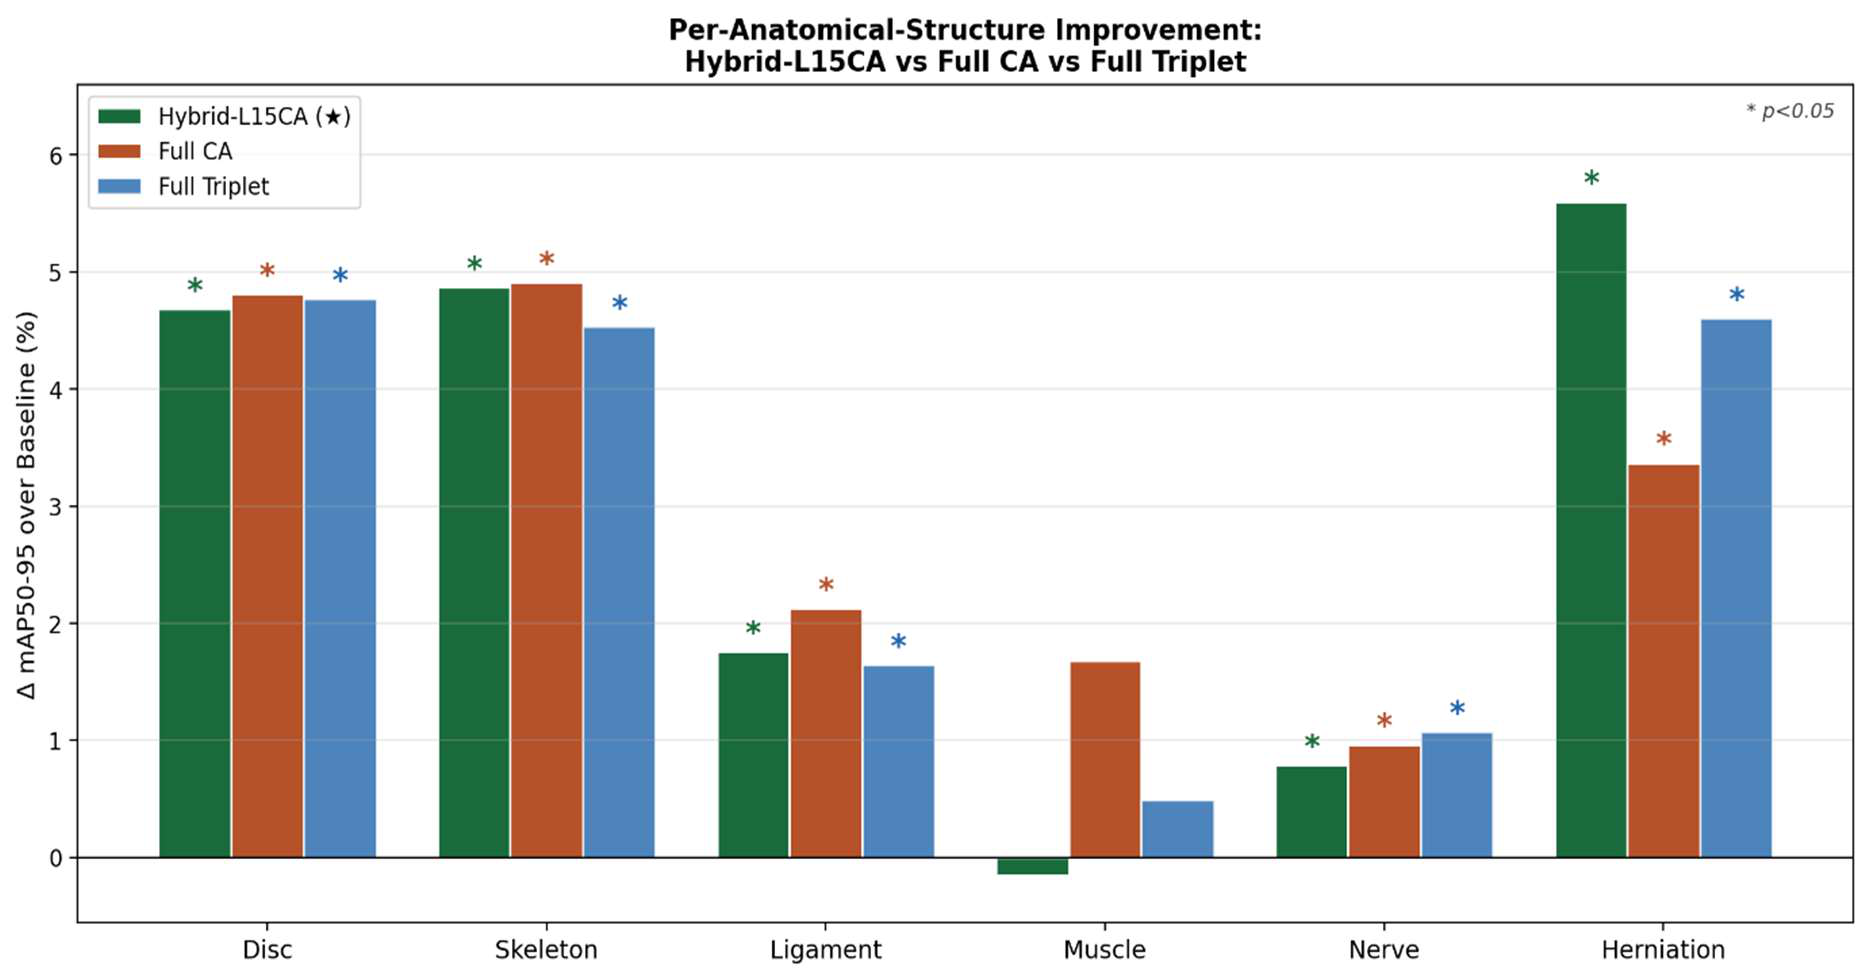 Per-Anatomical-Structure Improvement:
Hybrid-L15CA vs Full CA vs Full Triplet
Hybrid-L15CA (★)
Full CA
Full Triplet
* p<0.05
Δ mAP50-95 over Baseline (%)
6
5
4
3
2
1
0
* * *
* * *
* * *
* * *
* * *
Disc
Skeleton
Ligament
Muscle
Nerve
Herniation